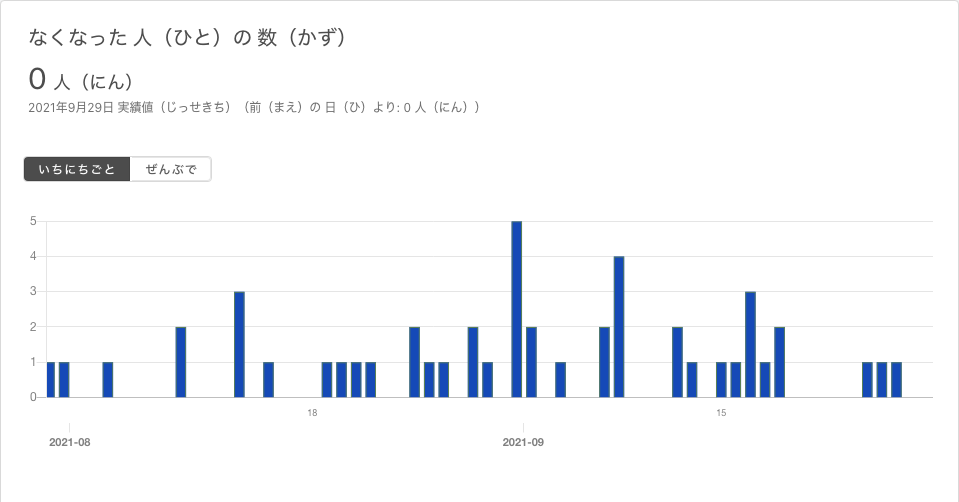 なくなった 人（ひと）の 数（かず）
0 人（にん）
2021年9月29日 実績値（じっせきち）（前（まえ）の 日（ひ）より: 0 人（にん））
いちにちごと ぜんぶで
5
4
3
2
1
0
18 15
2021-08 2021-09